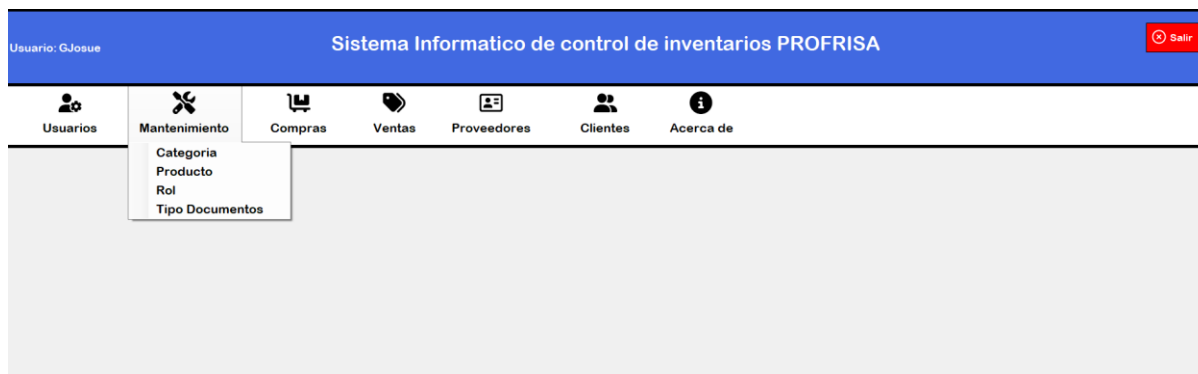 Usuario: GJosue
Sistema Informatico de control de inventarios PROFRISA
Salir
Usuarios
Mantenimiento
Compras
Ventas
Proveedores
Clientes
Acerca de
Categoria
Producto
Rol
Tipo Documentos